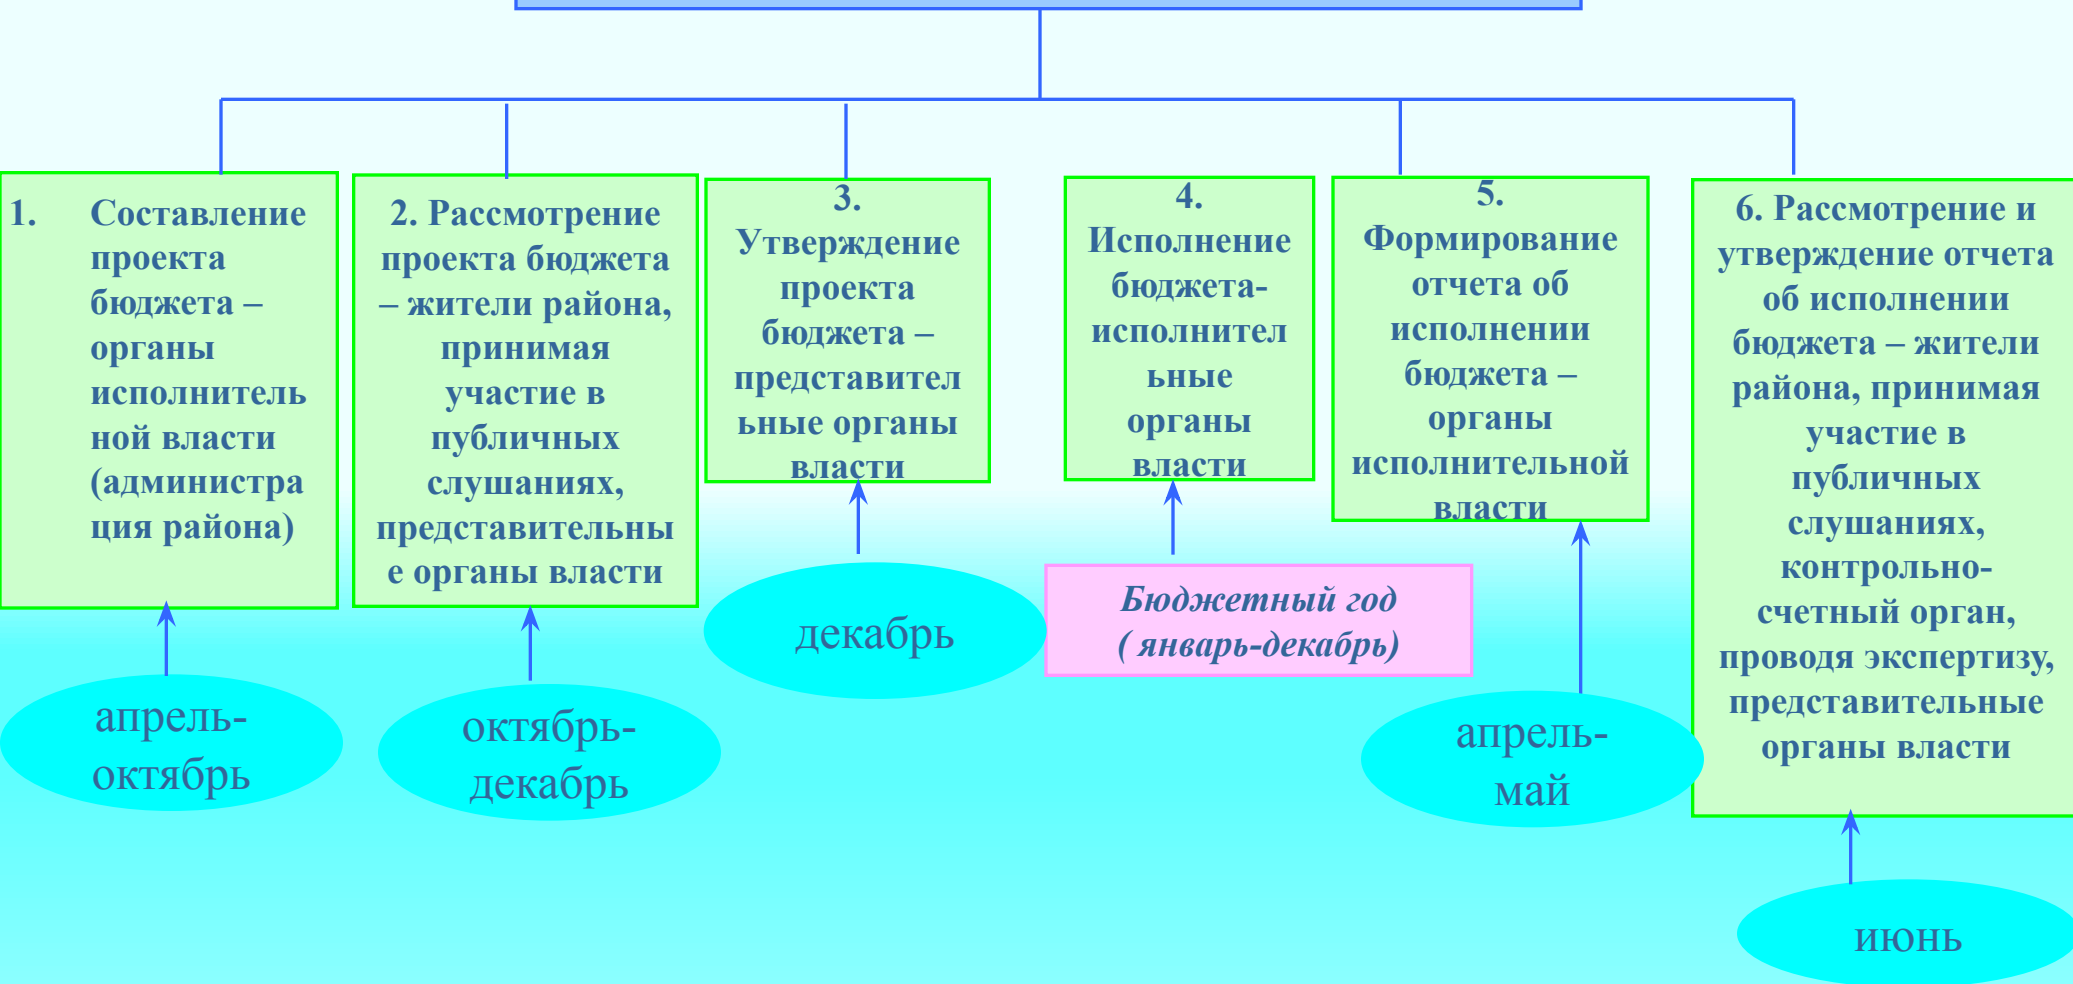 1. Составление
проекта
бюджета –
органы
исполнитель
ной власти
(администра
ция района)
2. Рассмотрение
проекта бюджета
– жители района,
принимая
участие в
публичных
слушаниях,
представительны
е органы власти
3.
Утверждение
проекта
бюджета –
представител
ьные органы
власти
4.
Исполнение
бюджета-
исполнител
ьные
органы
власти
5.
Формирование
отчета об
исполнении
бюджета –
органы
исполнительной
власти
6. Рассмотрение и
утверждение отчета
об исполнении
бюджета – жители
района, принимая
участие в
публичных
слушаниях,
контрольно-
счетный орган,
проводя экспертизу,
представительные
органы власти
апрель-
октябрь
октябрь-
декабрь
декабрь
Бюджетный год
( январь-декабрь)
апрель-
май
июнь